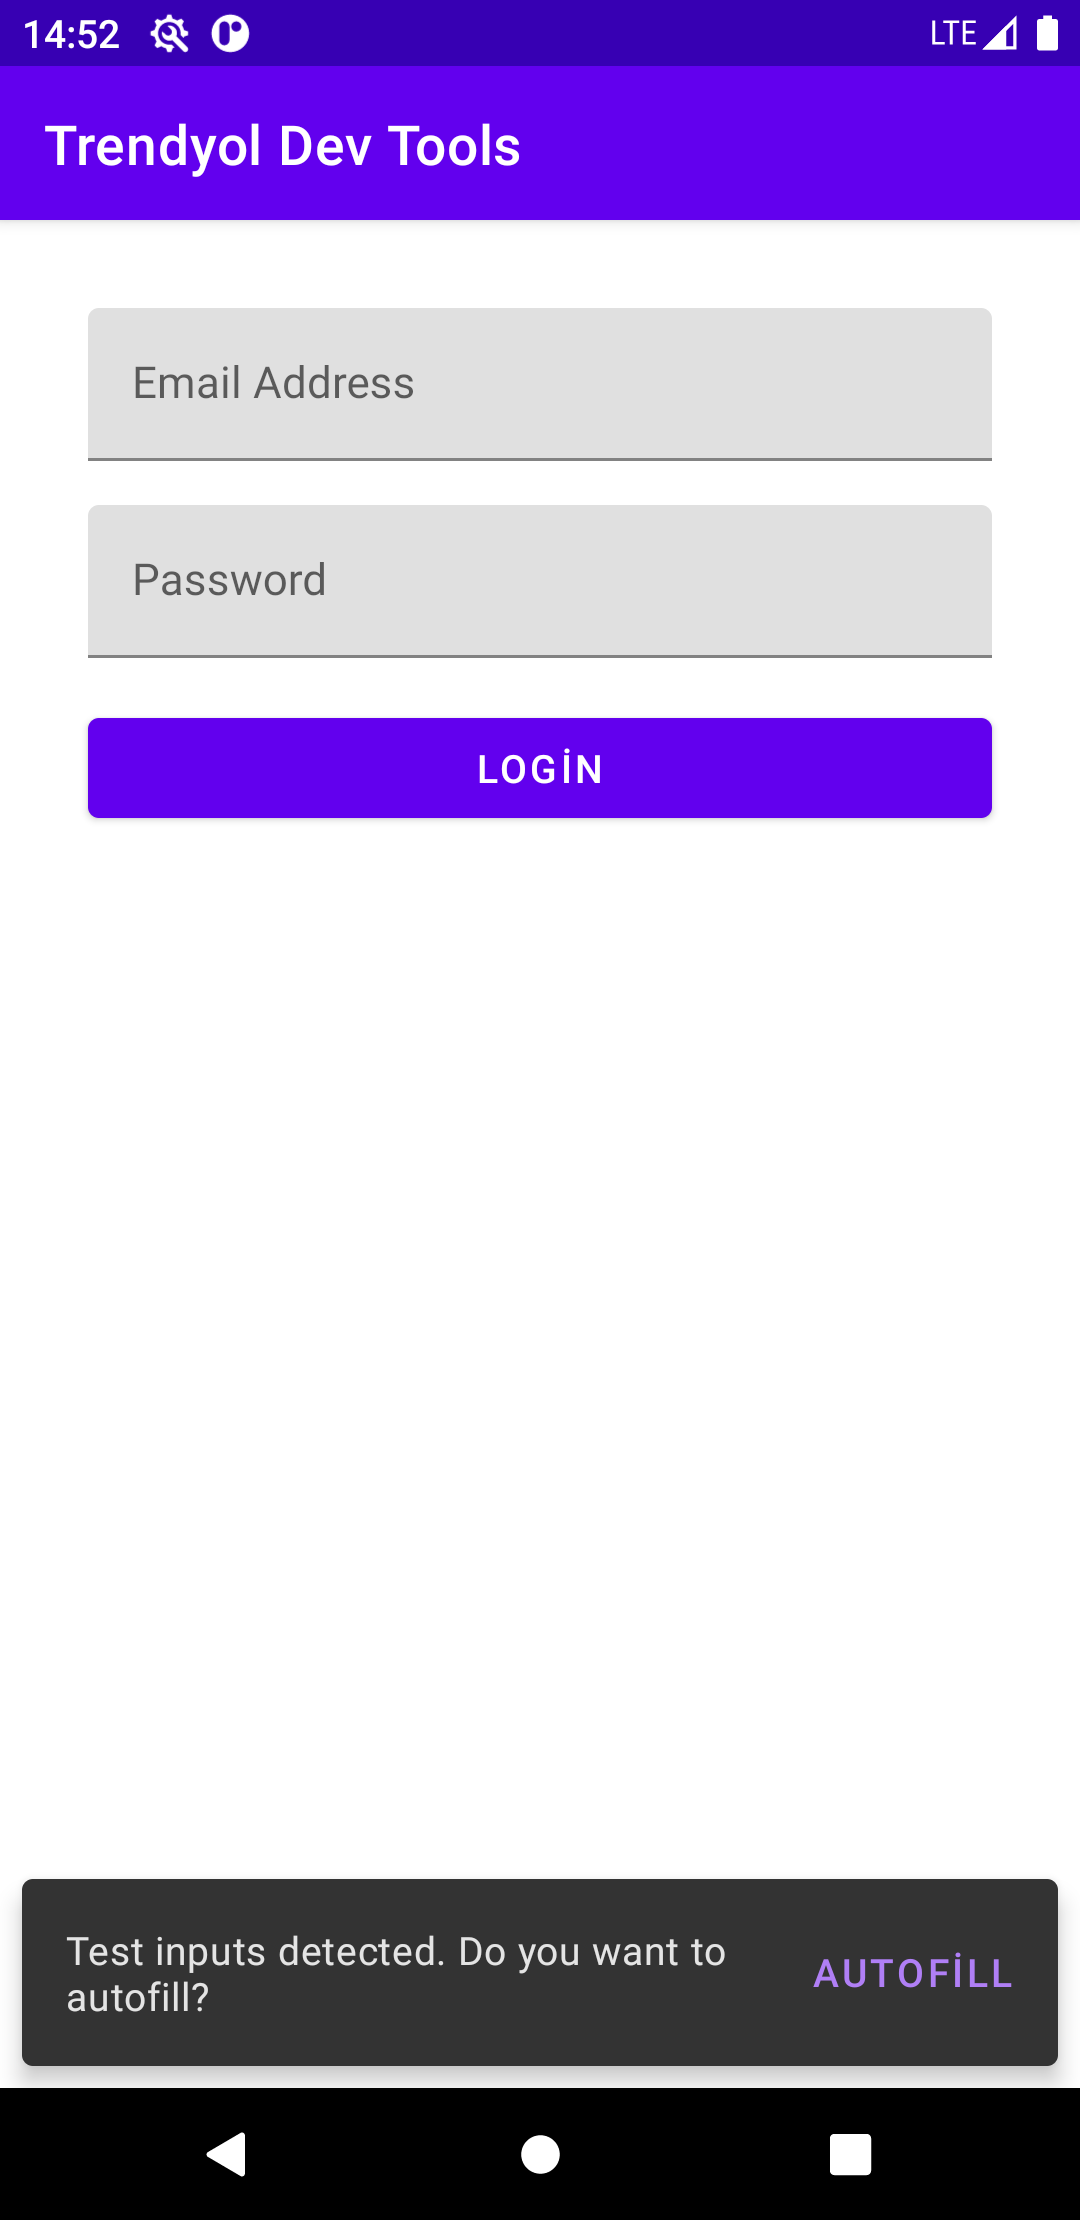 14:52 LTE
Trendyol Dev Tools
Email Address
Password
LOGİN
Test inputs detected. Do you want to
autofill?
AUTOFİLL